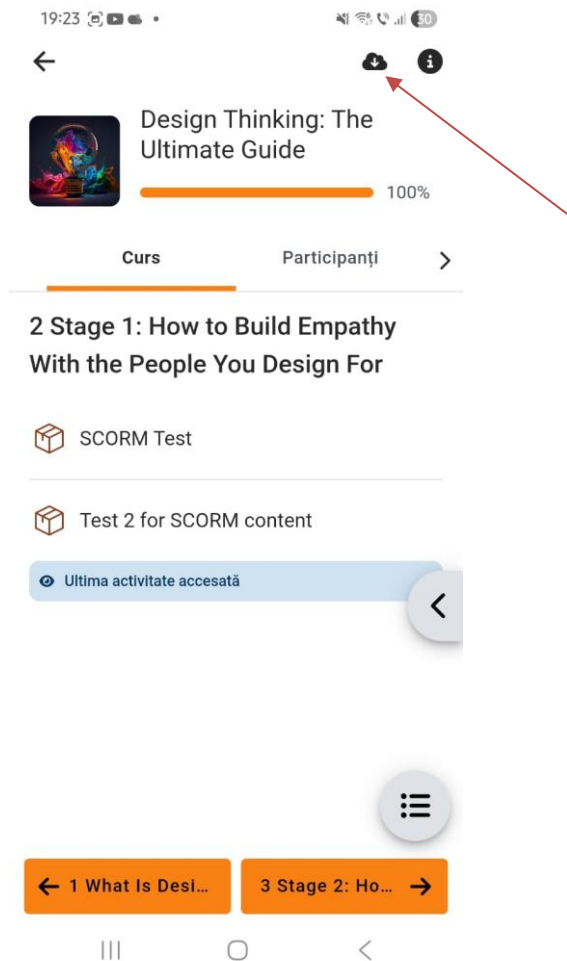 19:23
30
Design Thinking: The
Ultimate Guide
100%
Curs
Participanți
2 Stage 1: How to Build Empathy
With the People You Design For
SCORM Test
Test 2 for SCORM content
Ultima activitate accesată
1 What Is Desi...
3 Stage 2: Ho...